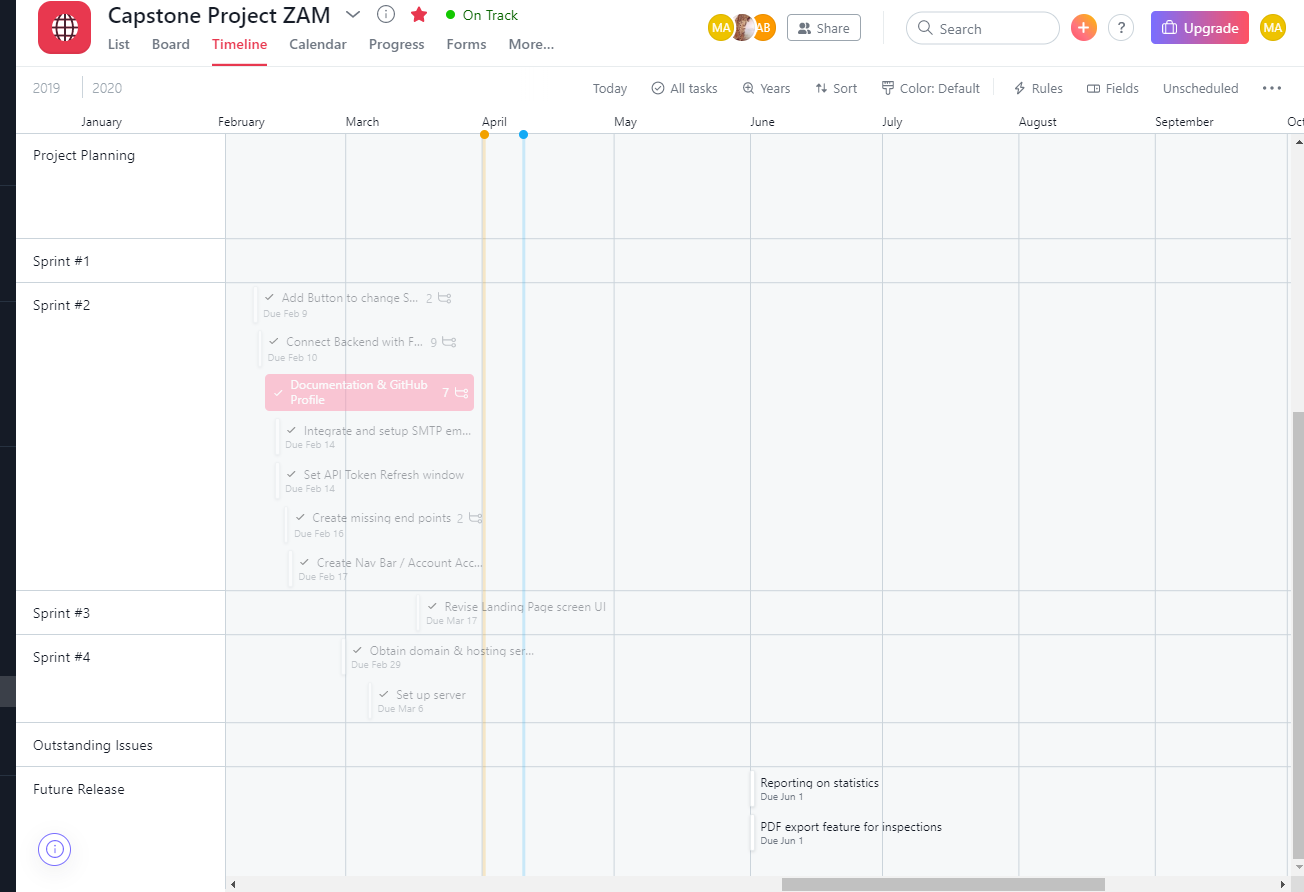 Capstone Project ZAM
On Track
List Board Timeline Calendar Progress Forms More...
MA AB Share Search + ? Upgrade MA
2019 2020
Today All tasks Years Sort Color: Default Rules Fields Unscheduled
January February March April May June July August September Oct
Project Planning
Sprint #1
Sprint #2
Add Button to change S... 2
Due Feb 9
Connect Backend with F... 9
Due Feb 10
Documentation & GitHub
Profile 7
Integrate and setup SMTP em...
Due Feb 14
Set API Token Refresh window
Due Feb 14
Create missing end points 2
Due Feb 16
Create Nav Bar / Account Acc...
Due Feb 17
Sprint #3
Revise Landing Page screen UI
Due Mar 17
Sprint #4
Obtain domain & hosting ser...
Due Feb 29
Set up server
Due Mar 6
Outstanding Issues
Future Release
Reporting on statistics
Due Jun 1
PDF export feature for inspections
Due Jun 1